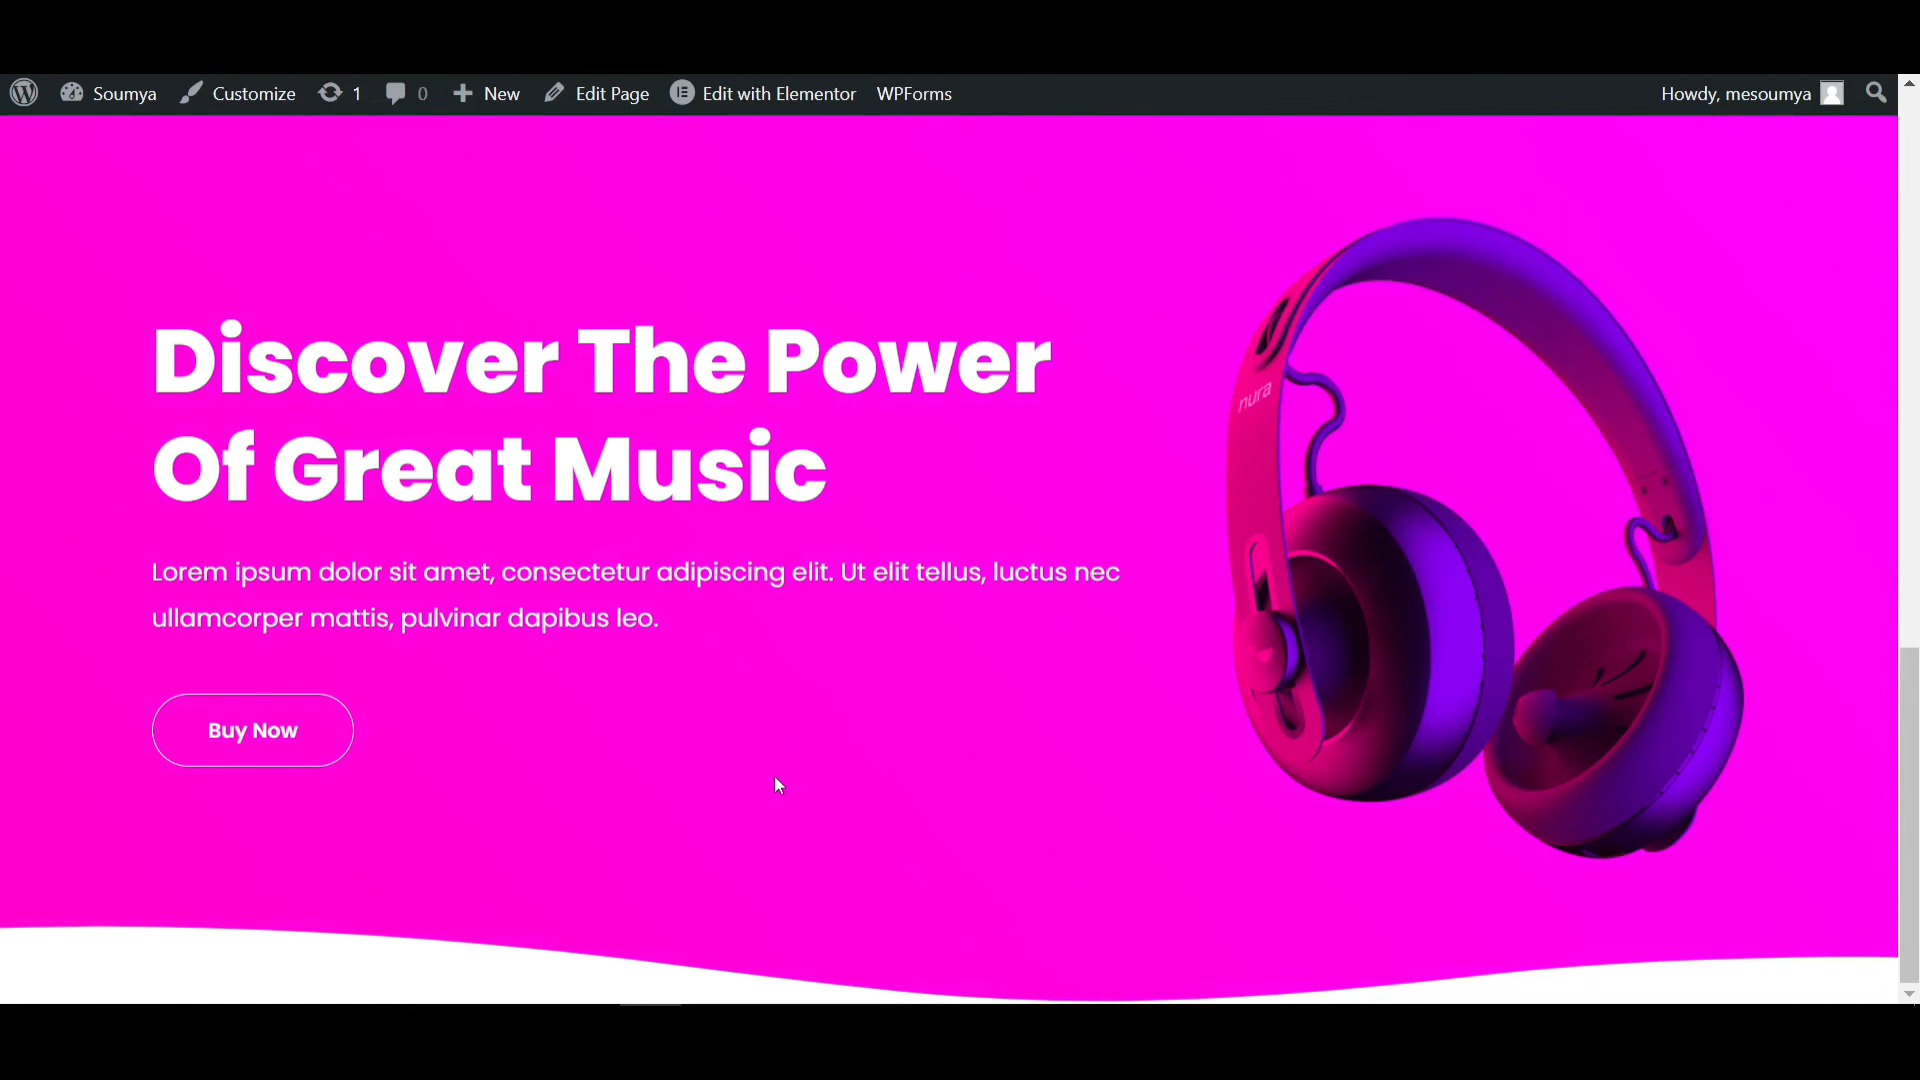 Soumya Customize 1 0 New Edit Page Edit with Elementor WPForms Howdy, mesoumya
Discover The Power
Of Great Music
nura
Lorem ipsum dolor sit amet, consectetur adipiscing elit. Ut elit tellus, luctus nec
ullamcorper mattis, pulvinar dapibus leo.
Buy Now